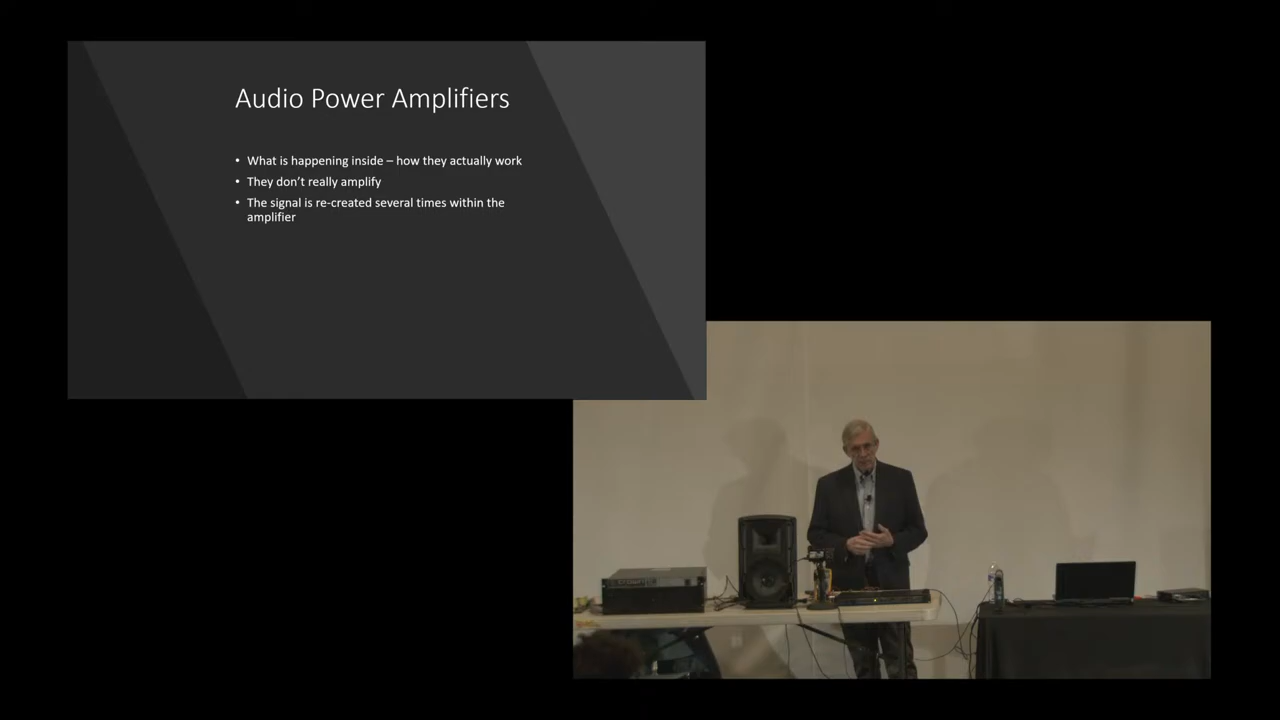 Audio Power Amplifiers
• What is happening inside – how they actually work
• They don’t really amplify
• The signal is re-created several times within the
amplifier